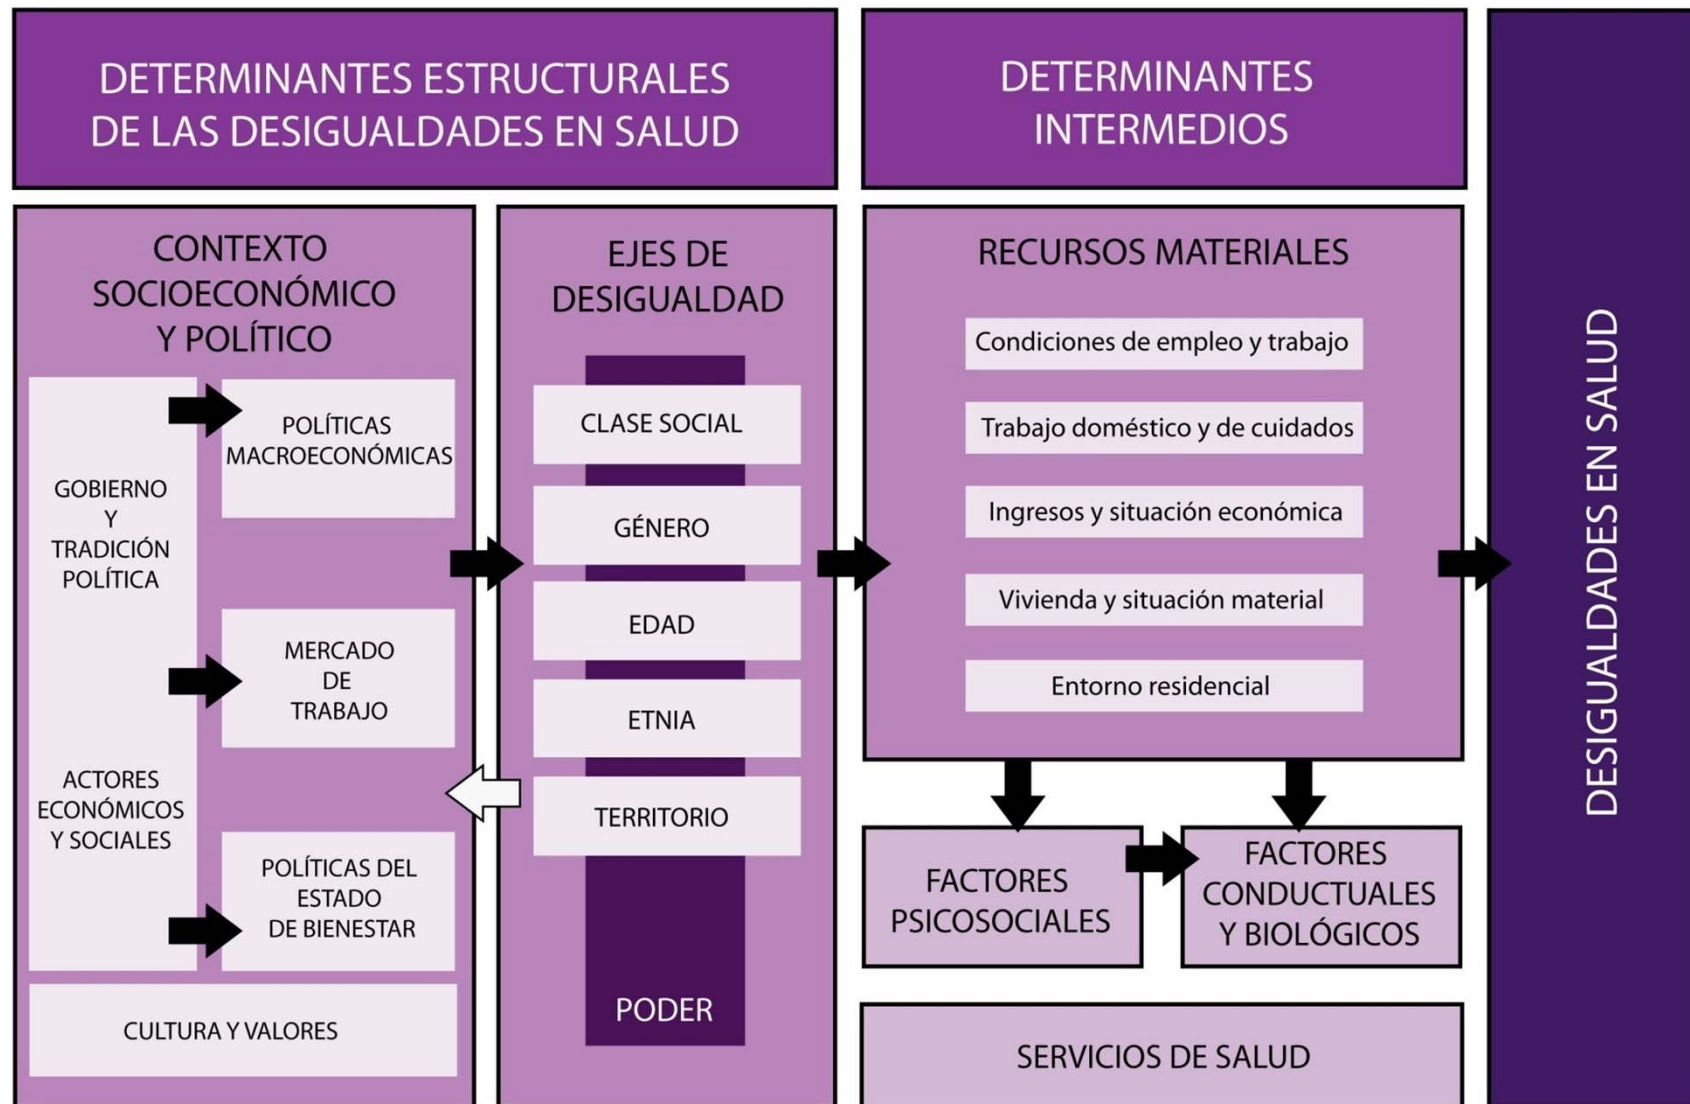 DETERMINANTES ESTRUCTURALES
DE LAS DESIGUALDADES EN SALUD
DETERMINANTES
INTERMEDIOS
CONTEXTO
SOCIOECONÓMICO
Y POLÍTICO
GOBIERNO
Y
TRADICIÓN
POLÍTICA
ACTORES
ECONÓMICOS
Y SOCIALES
POLÍTICAS
MACROECONÓMICAS
MERCADO
DE
TRABAJO
POLÍTICAS DEL
ESTADO
DE BIENESTAR
CULTURA Y VALORES
EJES DE
DESIGUALDAD
CLASE SOCIAL
GÉNERO
EDAD
ETNIA
TERRITORIO
PODER
RECURSOS MATERIALES
Condiciones de empleo y trabajo
Trabajo doméstico y de cuidados
Ingresos y situación económica
Vivienda y situación material
Entorno residencial
FACTORES
PSICOSOCIALES
FACTORES
CONDUCTUALES
Y BIOLÓGICOS
SERVICIOS DE SALUD
DESIGUALDADES EN SALUD